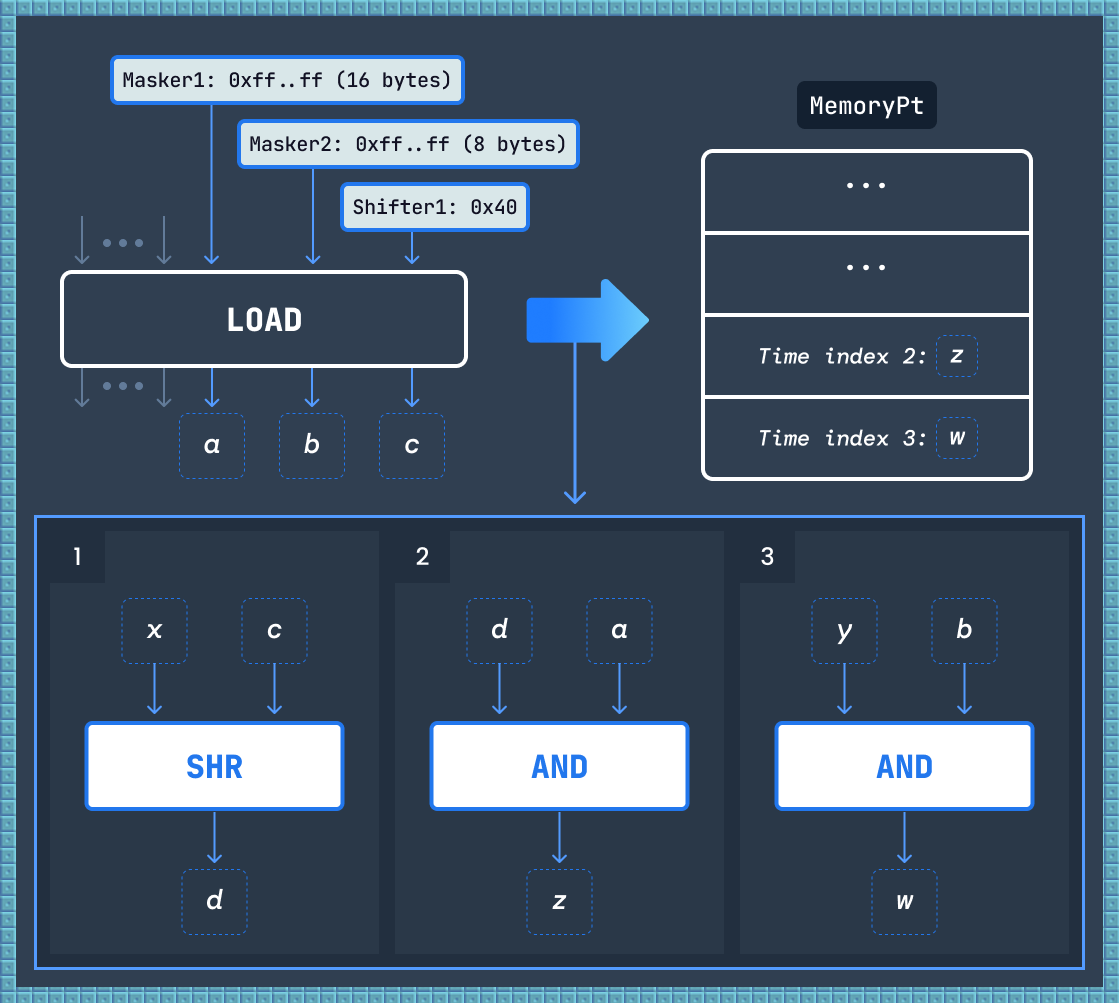 Masker1: 0xff..ff (16 bytes)
Masker2: 0xff..ff (8 bytes)
Shifter1: 0x40
LOAD
a
b
c
MemoryPt
...
...
Time index 2: z
Time index 3: w
1
x
c
SHR
d
2
d
a
AND
z
3
y
b
AND
w